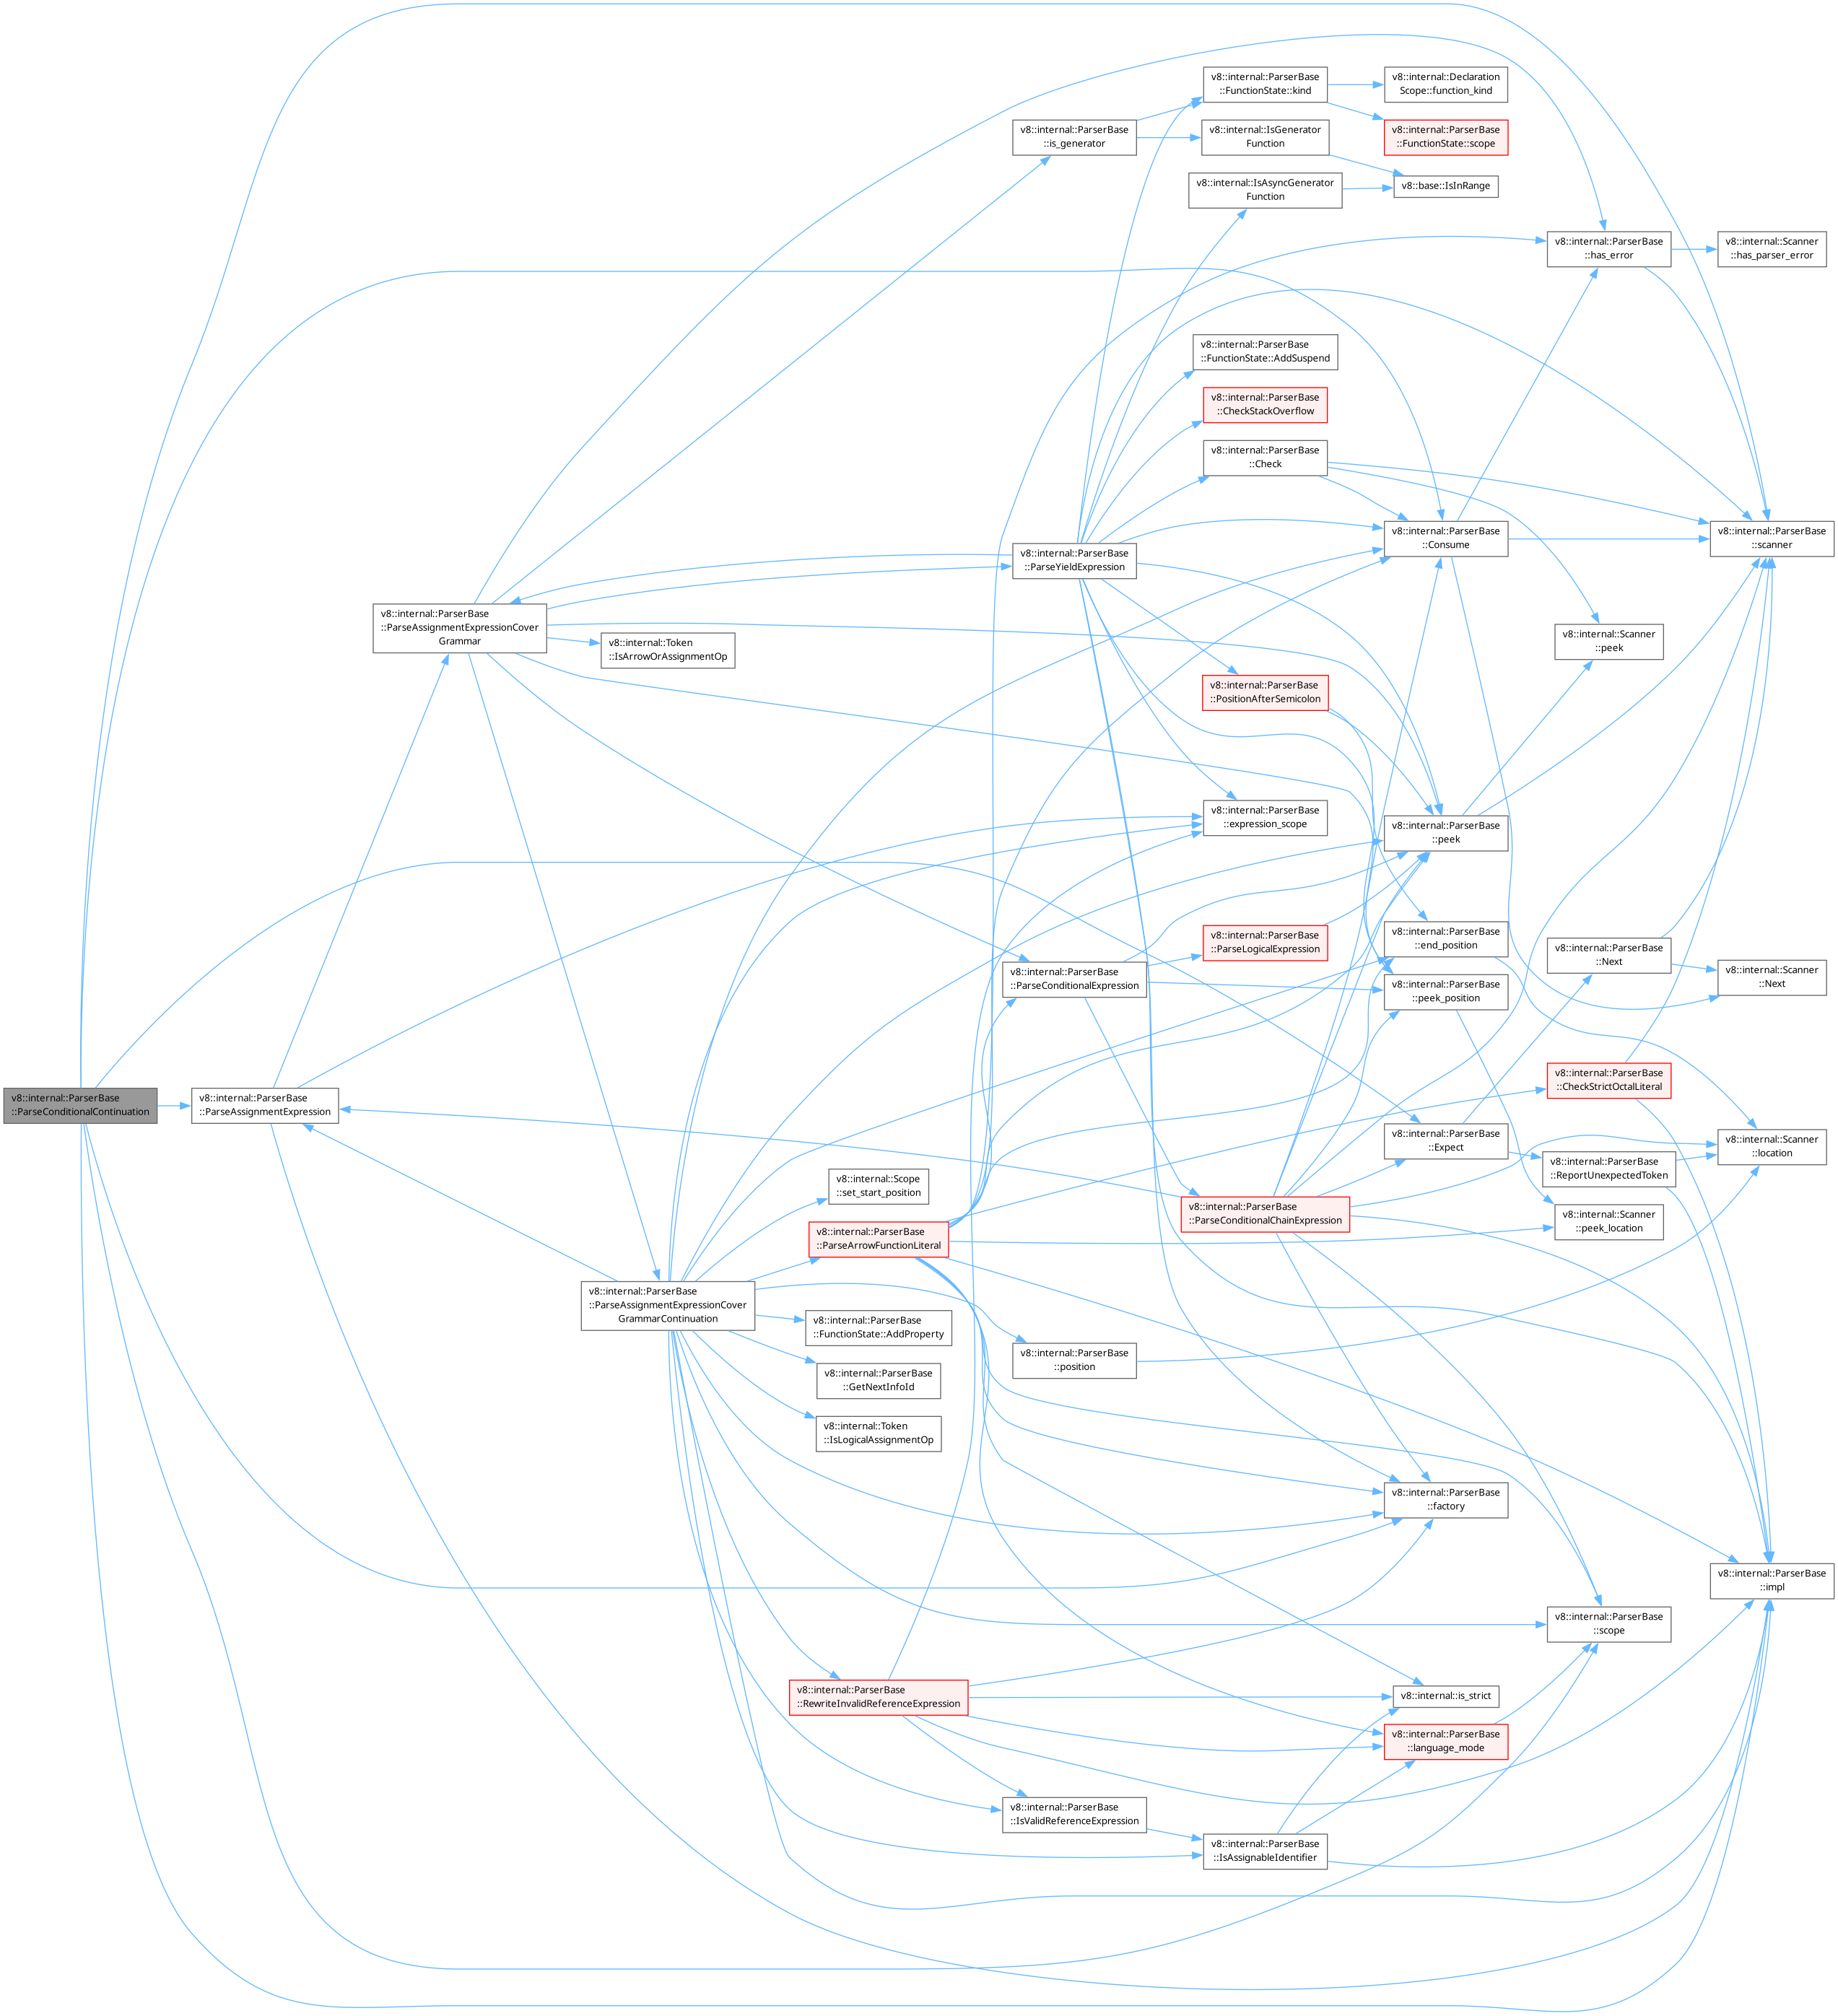 v8::internal::ParserBase
::ParseConditionalContinuation
v8::internal::ParserBase
::ParseAssignmentExpression
v8::internal::ParserBase
::ParseAssignmentExpressionCover
Grammar
v8::internal::Token
::IsArrowOrAssignmentOp
v8::internal::ParserBase
::ParseAssignmentExpressionCover
GrammarContinuation
v8::internal::Scope
::set_start_position
v8::internal::ParserBase
::ParseArrowFunctionLiteral
v8::internal::ParserBase
::FunctionState::AddProperty
v8::internal::ParserBase
::GetNextInfoId
v8::internal::Token
::IsLogicalAssignmentOp
v8::internal::ParserBase
::RewriteInvalidReferenceExpression
v8::internal::ParserBase
::is_generator
v8::internal::ParserBase
::ParseYieldExpression
v8::internal::ParserBase
::ParseConditionalExpression
v8::internal::ParserBase
::position
v8::internal::ParserBase
::IsValidReferenceExpression
v8::internal::ParserBase
::FunctionState::kind
v8::internal::IsGenerator
Function
v8::internal::IsAsyncGenerator
Function
v8::internal::ParserBase
::FunctionState::AddSuspend
v8::internal::ParserBase
::CheckStackOverflow
v8::internal::ParserBase
::Check
v8::internal::ParserBase
::PositionAfterSemicolon
v8::internal::ParserBase
::expression_scope
v8::internal::ParserBase
::ParseLogicalExpression
v8::internal::ParserBase
::ParseConditionalChainExpression
v8::internal::ParserBase
::IsAssignableIdentifier
v8::internal::Declaration
Scope::function_kind
v8::internal::ParserBase
::FunctionState::scope
v8::base::IsInRange
v8::internal::ParserBase
::Consume
v8::internal::ParserBase
::peek
v8::internal::ParserBase
::end_position
v8::internal::ParserBase
::peek_position
v8::internal::ParserBase
::Expect
v8::internal::ParserBase
::factory
v8::internal::is_strict
v8::internal::ParserBase
::language_mode
v8::internal::ParserBase
::has_error
v8::internal::Scanner
::peek
v8::internal::ParserBase
::Next
v8::internal::ParserBase
::CheckStrictOctalLiteral
v8::internal::ParserBase
::ReportUnexpectedToken
v8::internal::Scanner
::peek_location
v8::internal::ParserBase
::scope
v8::internal::Scanner
::has_parser_error
v8::internal::ParserBase
::scanner
v8::internal::Scanner
::Next
v8::internal::Scanner
::location
v8::internal::ParserBase
::impl